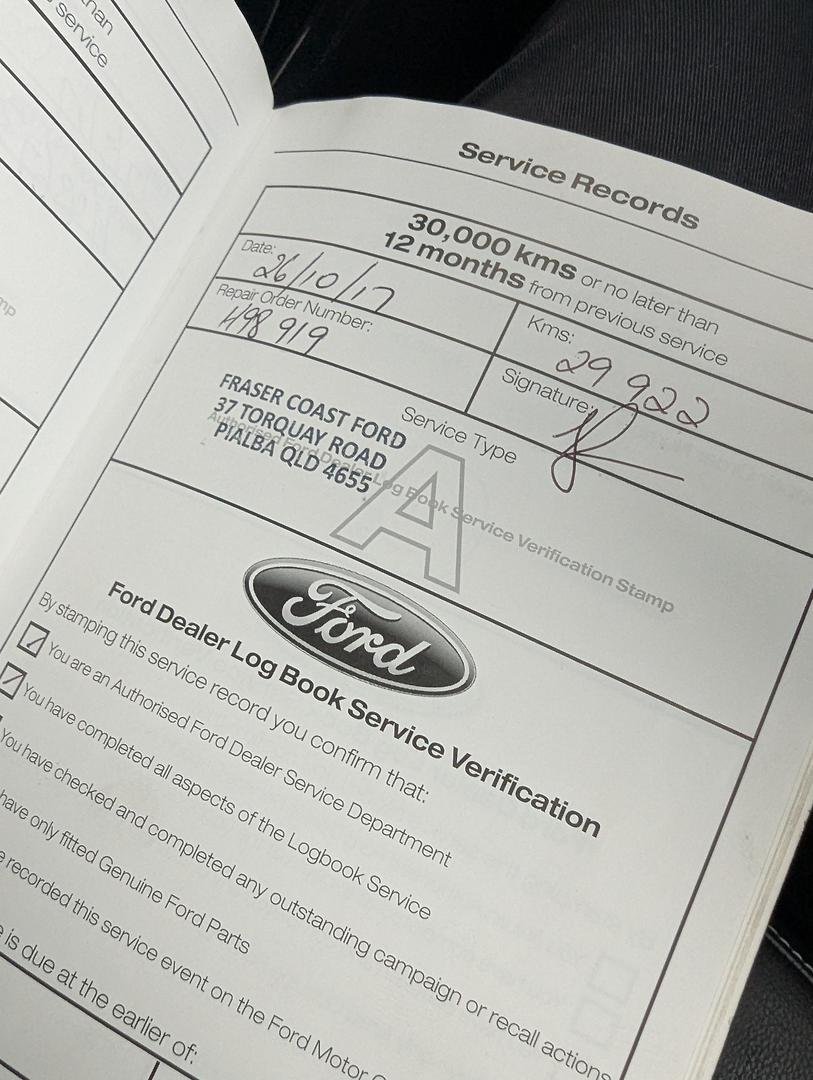 han
service
Service Records
30,000 kms or no later than
12 months from previous service
Date:
26/10/17
Kms:
29 922
Repair Order Number:
498 919
Signature:
Service Type
A
FRASER COAST FORD
37 TORQUAY ROAD
PIALBA QLD 4655
Authorised Ford Dealer Log Book Service Verification Stamp
Ford
Ford Dealer Log Book Service Verification
By stamping this service record you confirm that:
You are an Authorised Ford Dealer Service Department
You have completed all aspects of the Logbook Service
You have checked and completed any outstanding campaign or recall actions
have only fitted Genuine Ford Parts
e recorded this service event on the Ford Motor C
e is due at the earlier of: